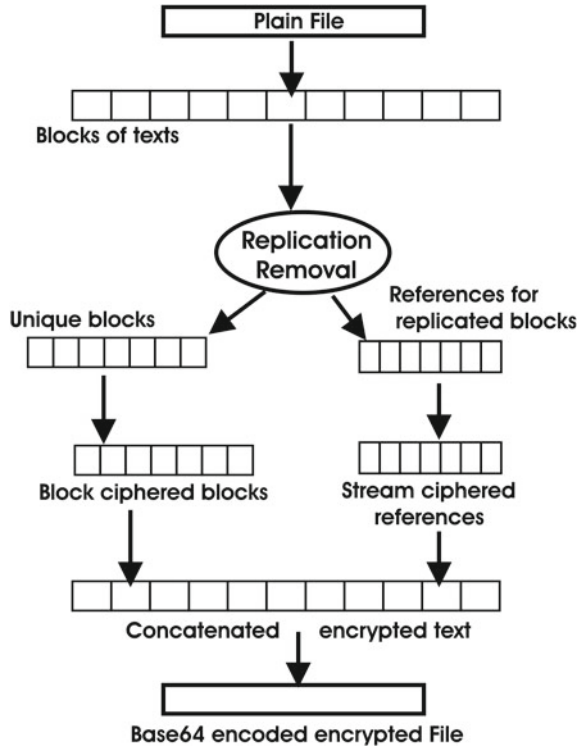 Plain File
Blocks of texts
Replication
Removal
Unique blocks
References for
replicated blocks
Block ciphered blocks
Stream ciphered
references
Concatenated encrypted text
Base64 encoded encrypted File